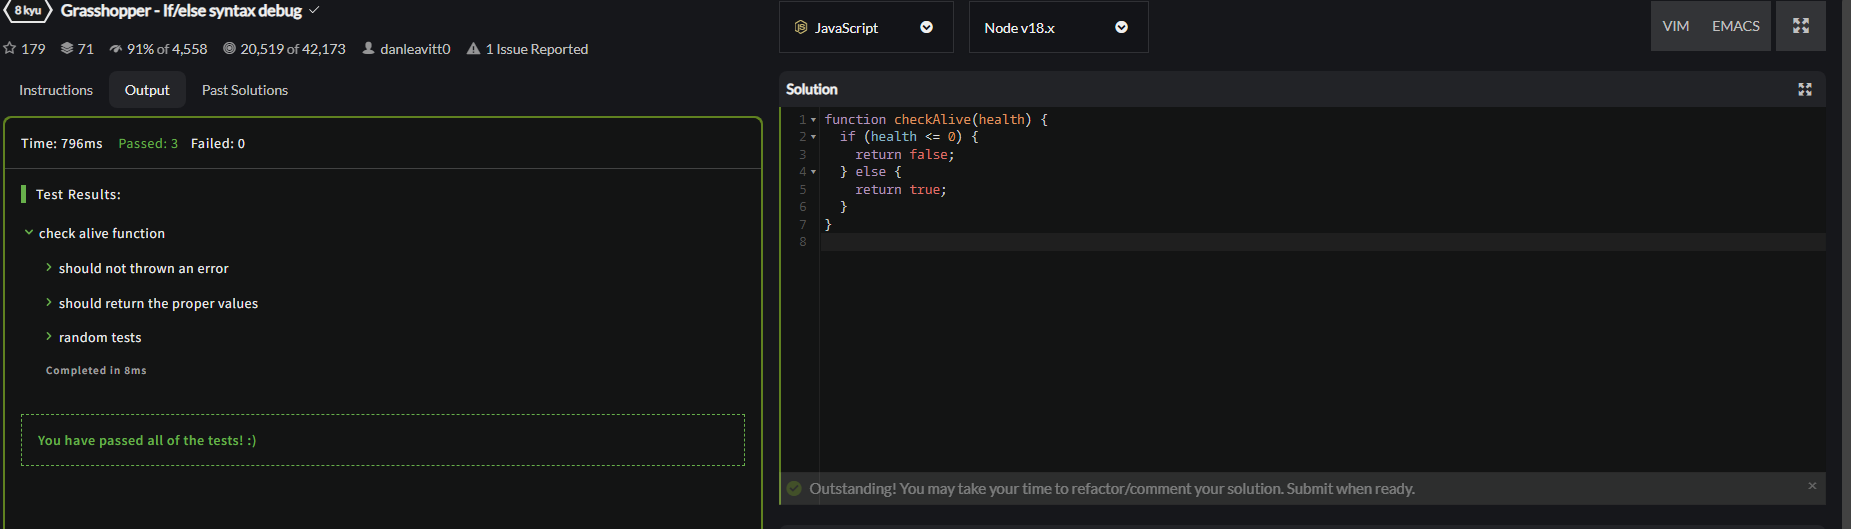 8 kyu Grasshopper - If/else syntax debug
179 71 91% of 4,558 20,519 of 42,173 danleavitt0 1 Issue Reported
JavaScript Node v18.x VIM EMACS
Instructions Output Past Solutions
Time: 796ms Passed: 3 Failed: 0
Test Results:
check alive function
should not thrown an error
should return the proper values
random tests
Completed in 8ms
You have passed all of the tests! :)
Solution
1 function checkAlive(health) {
2 if (health <= 0) {
3 return false;
4 } else {
5 return true;
6 }
7 }
8
Outstanding! You may take your time to refactor/comment your solution. Submit when ready.